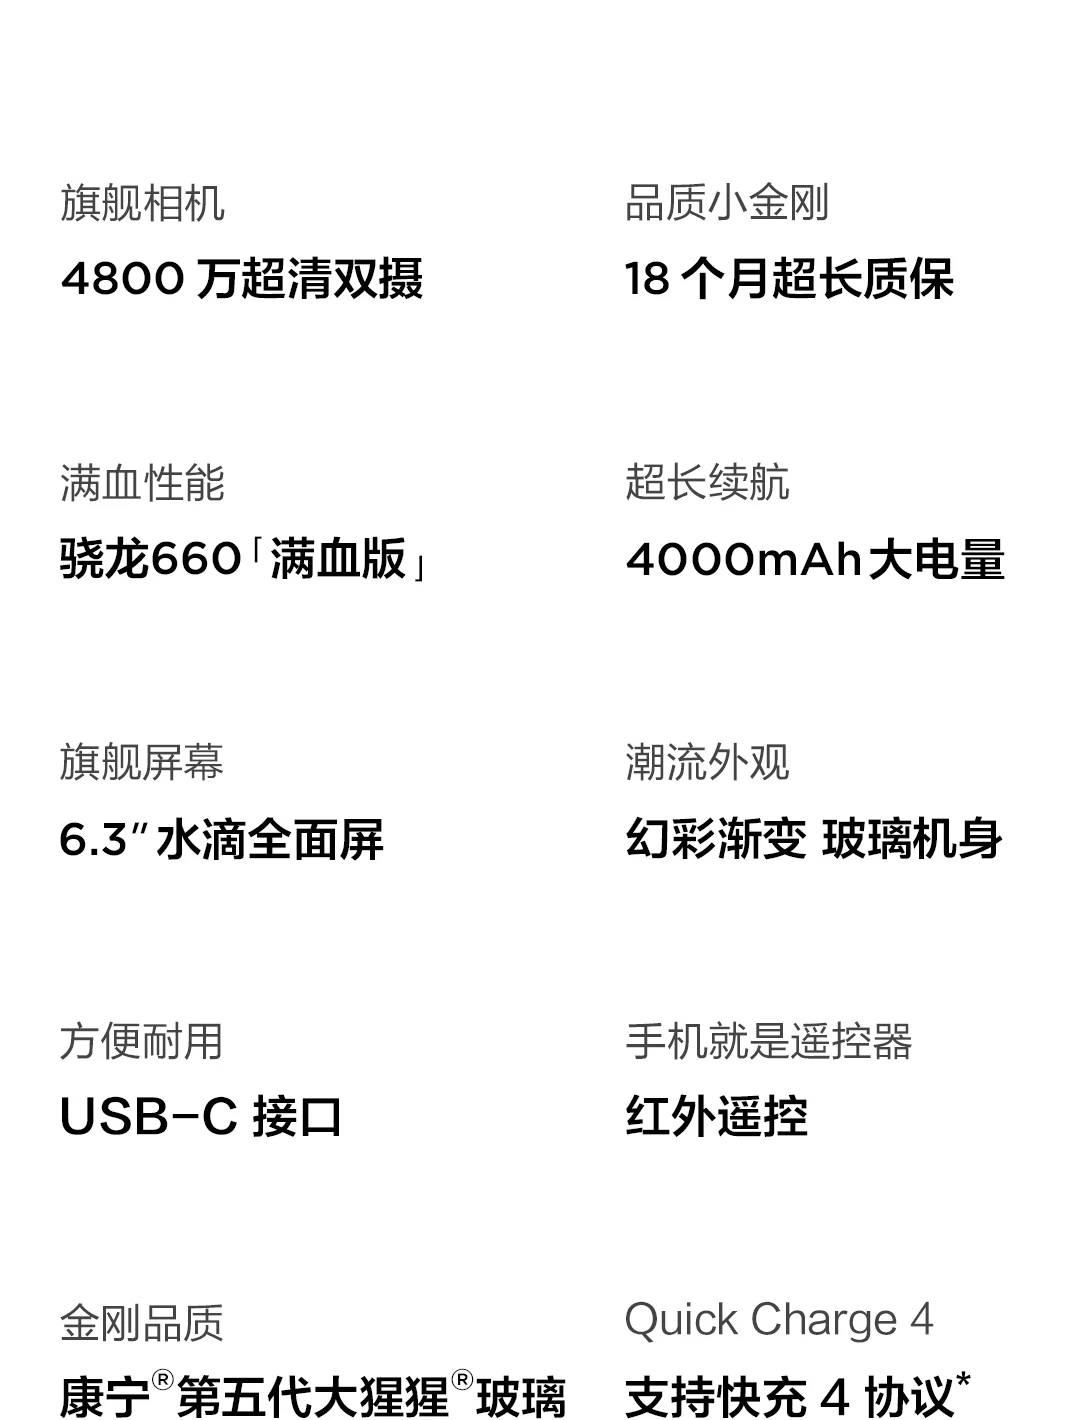 旗舰相机
4800 万超清双摄
品质小金刚
18 个月超长质保
满血性能
骁龙660「满血版」
超长续航
4000mAh大电量
旗舰屏幕
6.3″水滴全面屏
潮流外观
幻彩渐变 玻璃机身
方便耐用
USB-C 接口
手机就是遥控器
红外遥控
金刚品质
康宁®第五代大猩猩®玻璃
Quick Charge 4
支持快充 4 协议*